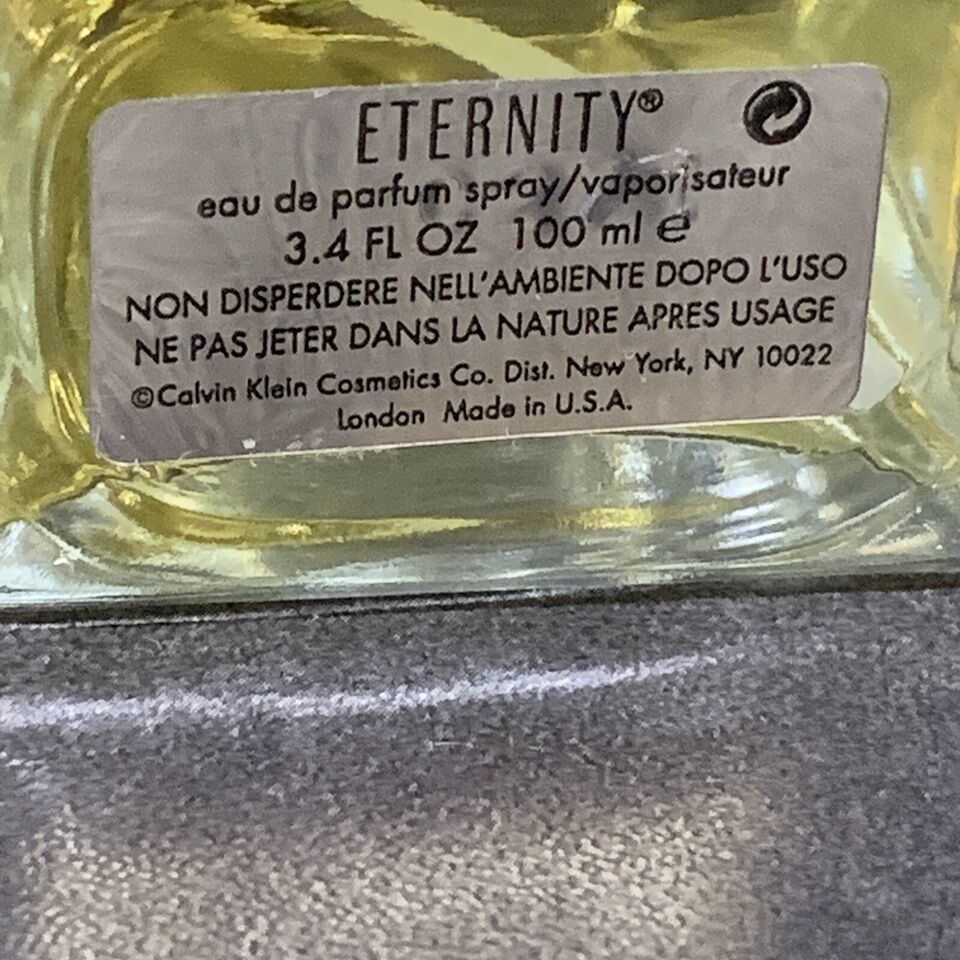 ETERNITY®
eau de parfum spray/vaporisateur
3.4 FL OZ 100 ml ℮
NON DISPERDERE NELL'AMBIENTE DOPO L'USO
NE PAS JETER DANS LA NATURE APRES USAGE
©Calvin Klein Cosmetics Co. Dist. New York, NY 10022
London Made in U.S.A.